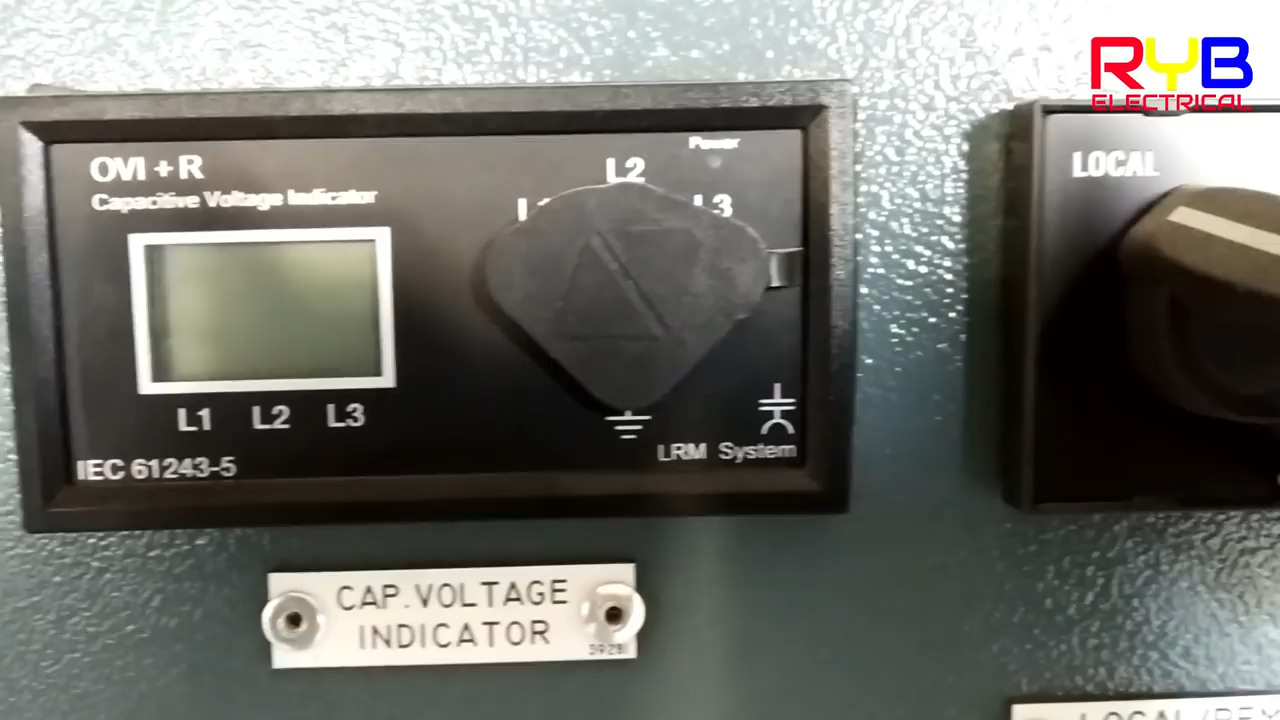 RYB
ELECTRICAL
OVI + R
Capacitive Voltage Indicator
Power
L2
L1
L3
L1 L2 L3
IEC 61243-5
LRM System
LOCAL
CAP.VOLTAGE
INDICATOR